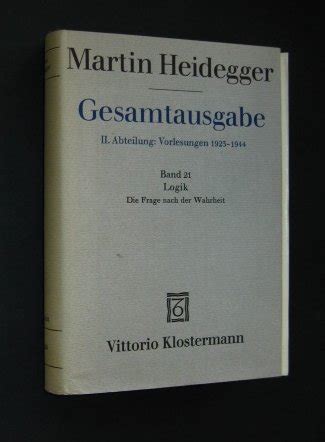 Martin Heidegger
Gesamtausgabe
II. Abteilung: Vorlesungen 1923-1944
Band 21
Logik
Die Frage nach der Wahrheit
Vittorio Klostermann